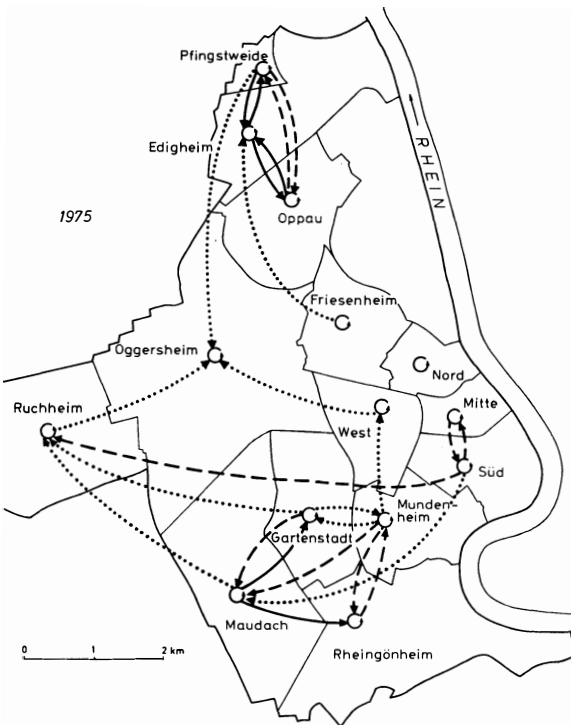 Pfingstweide
Edigheim
RHEIN
1975
Oppau
Friesenheim
Oggersheim
Nord
Ruchheim
Mitte
West
Süd
Munden-
heim
Gartenstadt
Maudach
Rheingönheim
0 1 2 km